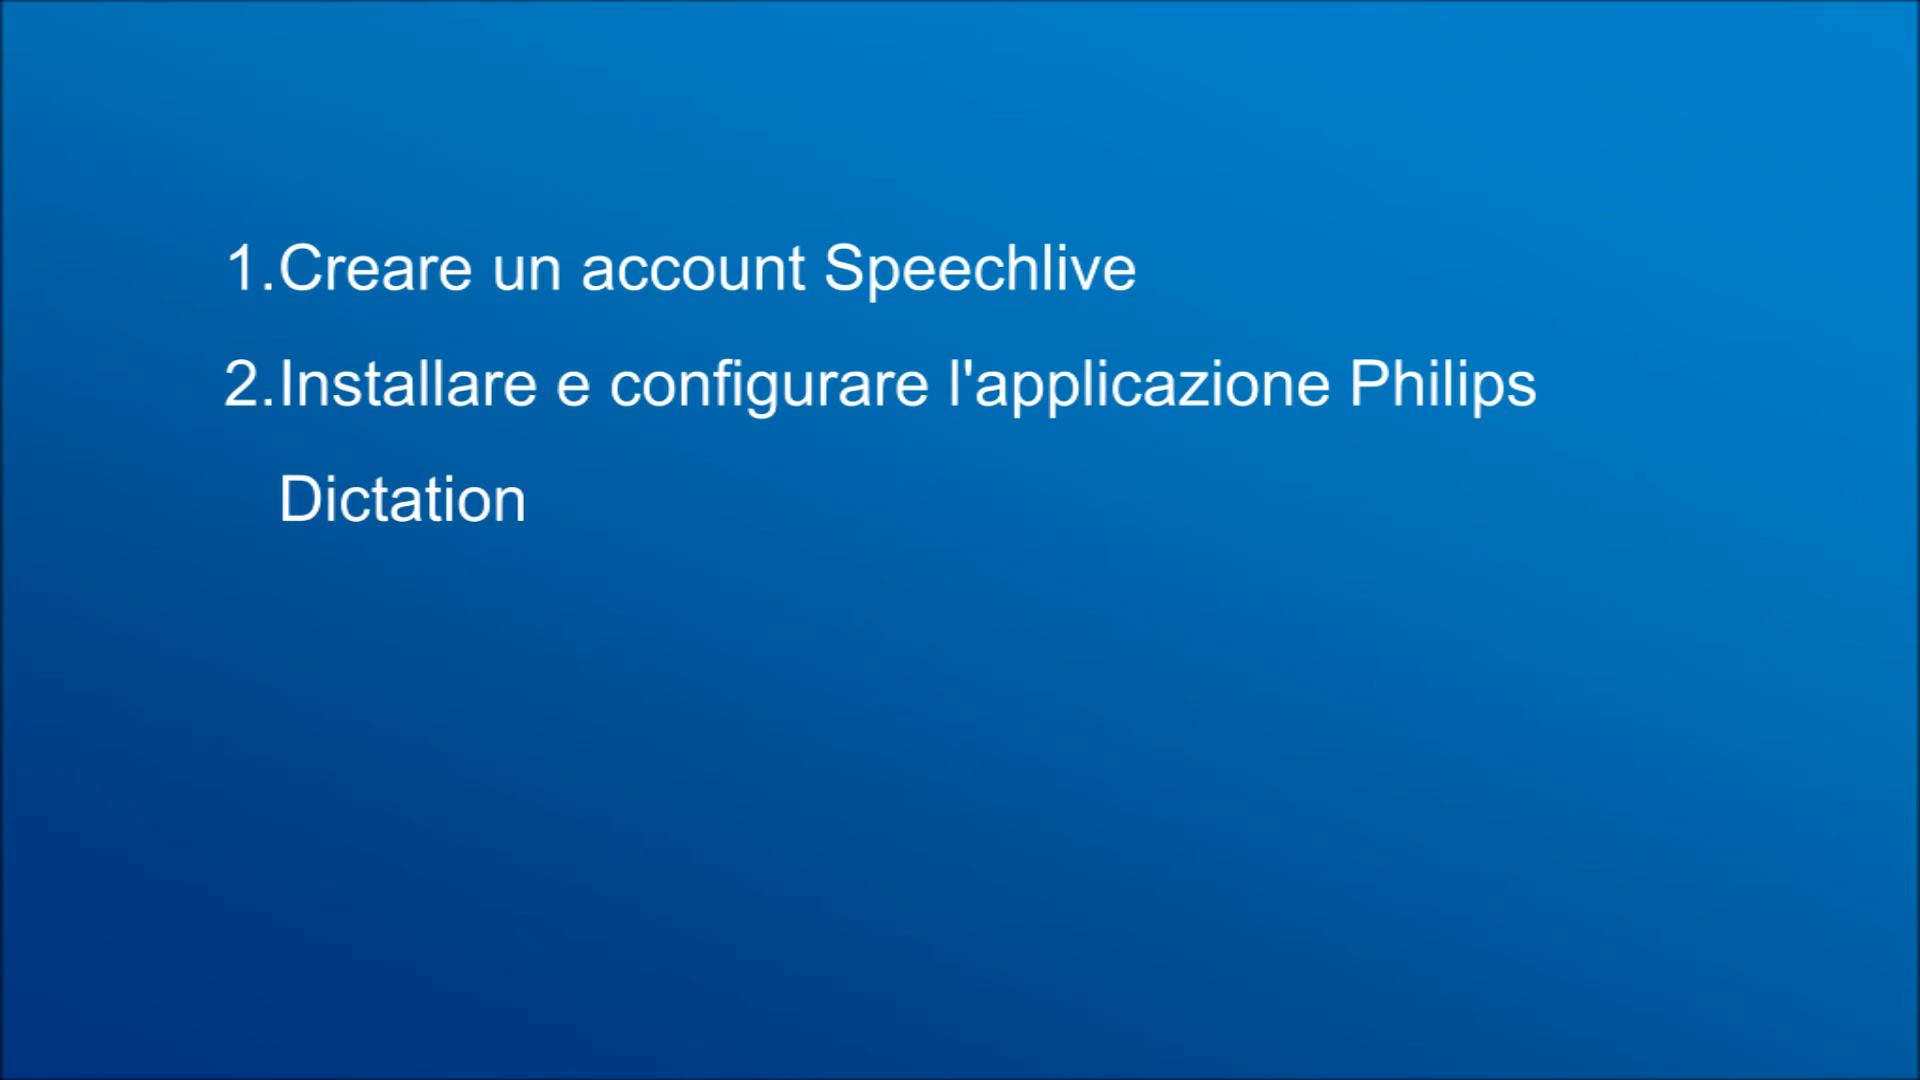 1.Creare un account Speechlive
2.Installare e configurare l'applicazione Philips
Dictation